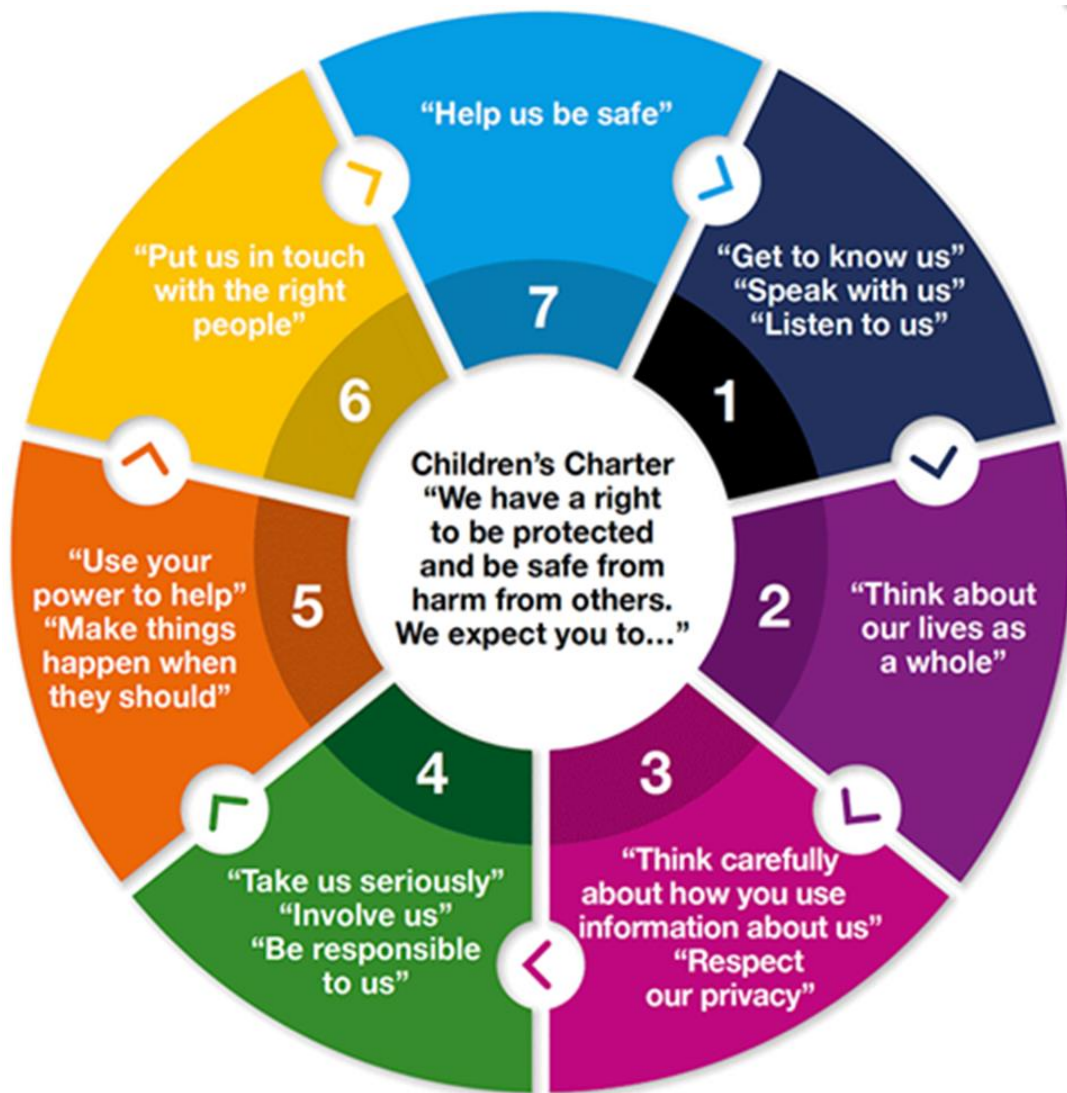 Children’s Charter
“We have a right
to be protected
and be safe from
harm from others.
We expect you to...”
1
“Get to know us”
“Speak with us”
“Listen to us”
2
“Think about
our lives as
a whole”
3
“Think carefully
about how you use
information about us”
“Respect
our privacy”
4
“Take us seriously”
“Involve us”
“Be responsible
to us”
5
“Use your
power to help”
“Make things
happen when
they should”
6
“Put us in touch
with the right
people”
7
“Help us be safe”